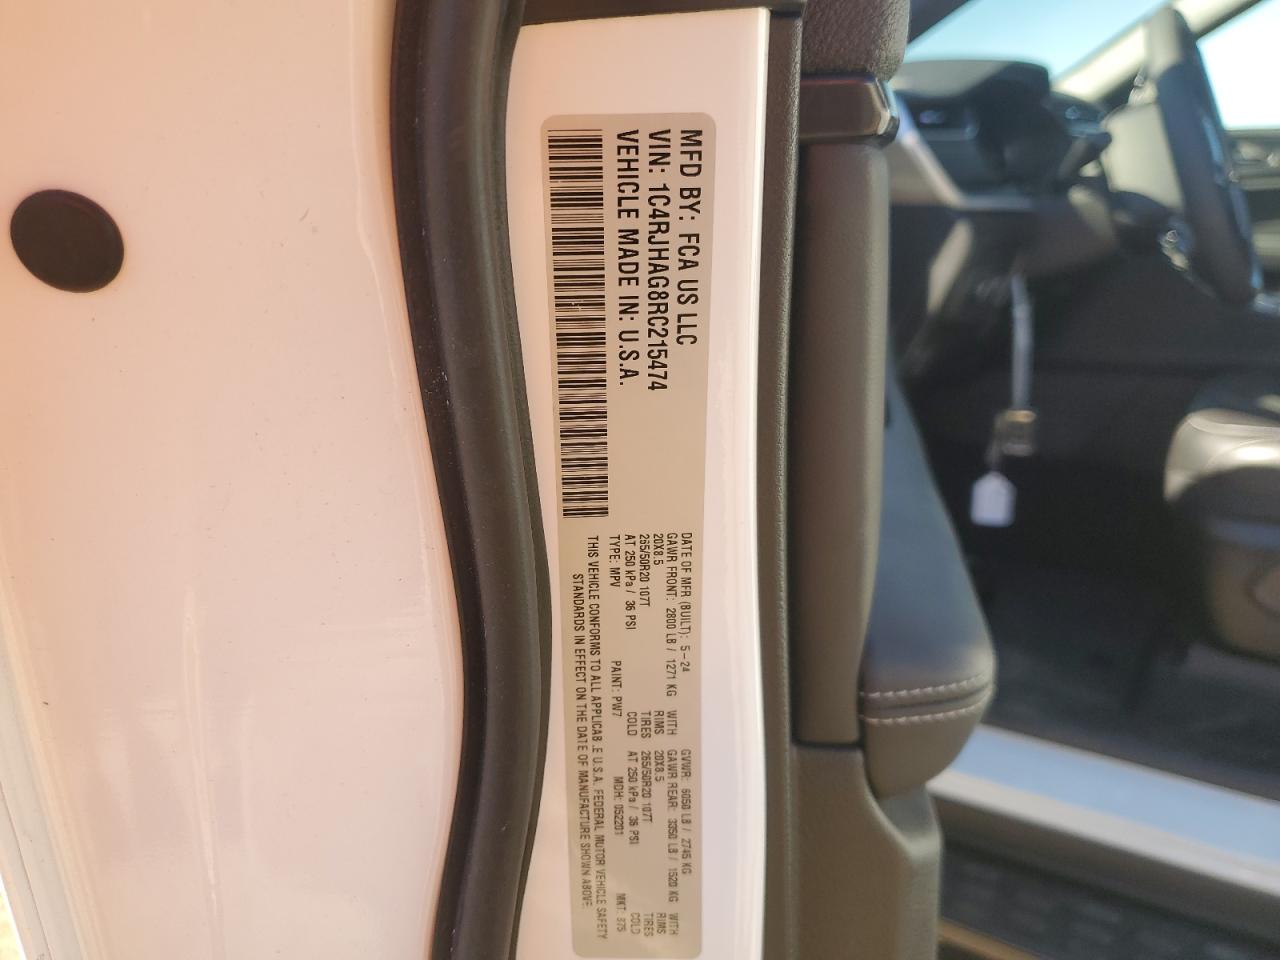 MFD BY: FCA US LLC
VIN: 1C4RJHAG8RC215474
VEHICLE MADE IN: U.S.A.
DATE OF MFR (BUILT): 5-24 GVWR: 6050 LB / 2745 KG
GAWR FRONT: 2800 LB / 1271 KG WITH GAWR REAR: 3350 LB / 1520 KG WITH
20X8.5 RIMS 20X8.5 RIMS
265/50R20 107T TIRES 265/50R20 107T TIRES
AT 250 kPa / 36 PSI COLD AT 250 kPa / 36 PSI COLD
TYPE: MPV PAINT: PW7 MDH: 052201 MKT: 375
THIS VEHICLE CONFORMS TO ALL APPLICABLE U.S.A. FEDERAL MOTOR VEHICLE SAFETY
STANDARDS IN EFFECT ON THE DATE OF MANUFACTURE SHOWN ABOVE.